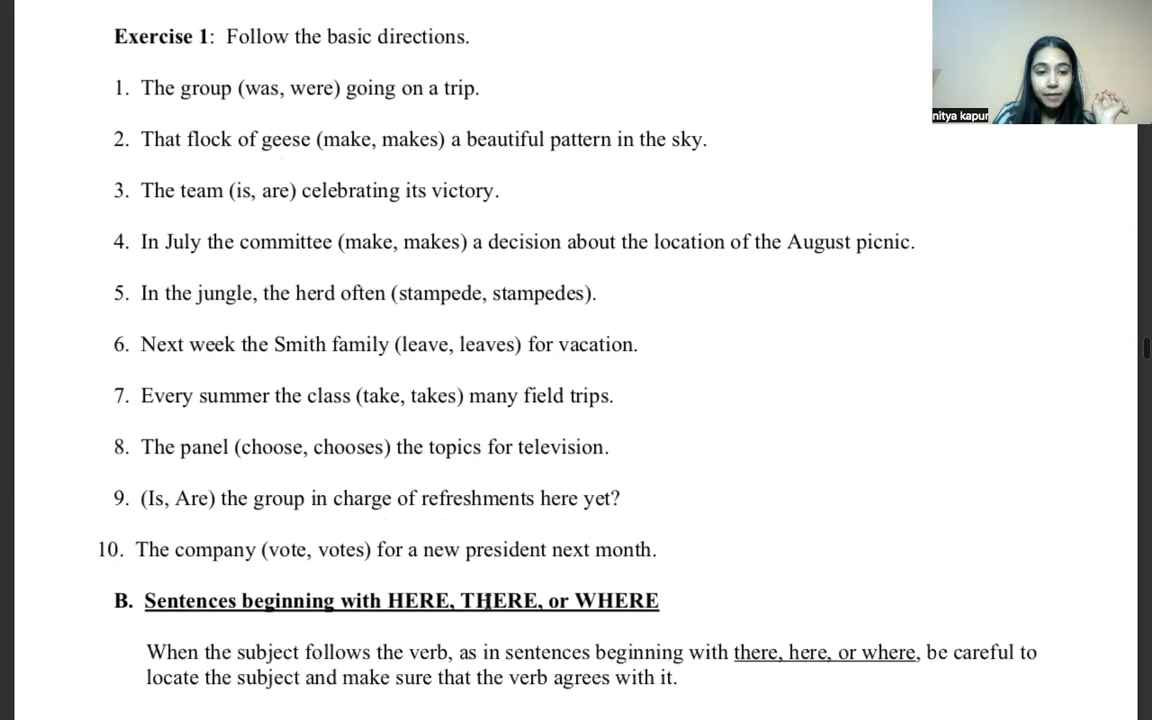 Exercise 1: Follow the basic directions.
1. The group (was, were) going on a trip.
2. That flock of geese (make, makes) a beautiful pattern in the sky.
3. The team (is, are) celebrating its victory.
4. In July the committee (make, makes) a decision about the location of the August picnic.
5. In the jungle, the herd often (stampede, stampedes).
6. Next week the Smith family (leave, leaves) for vacation.
7. Every summer the class (take, takes) many field trips.
8. The panel (choose, chooses) the topics for television.
9. (Is, Are) the group in charge of refreshments here yet?
10. The company (vote, votes) for a new president next month.
B. Sentences beginning with HERE, THERE, or WHERE
When the subject follows the verb, as in sentences beginning with there, here, or where, be careful to
locate the subject and make sure that the verb agrees with it.
nitya kapur